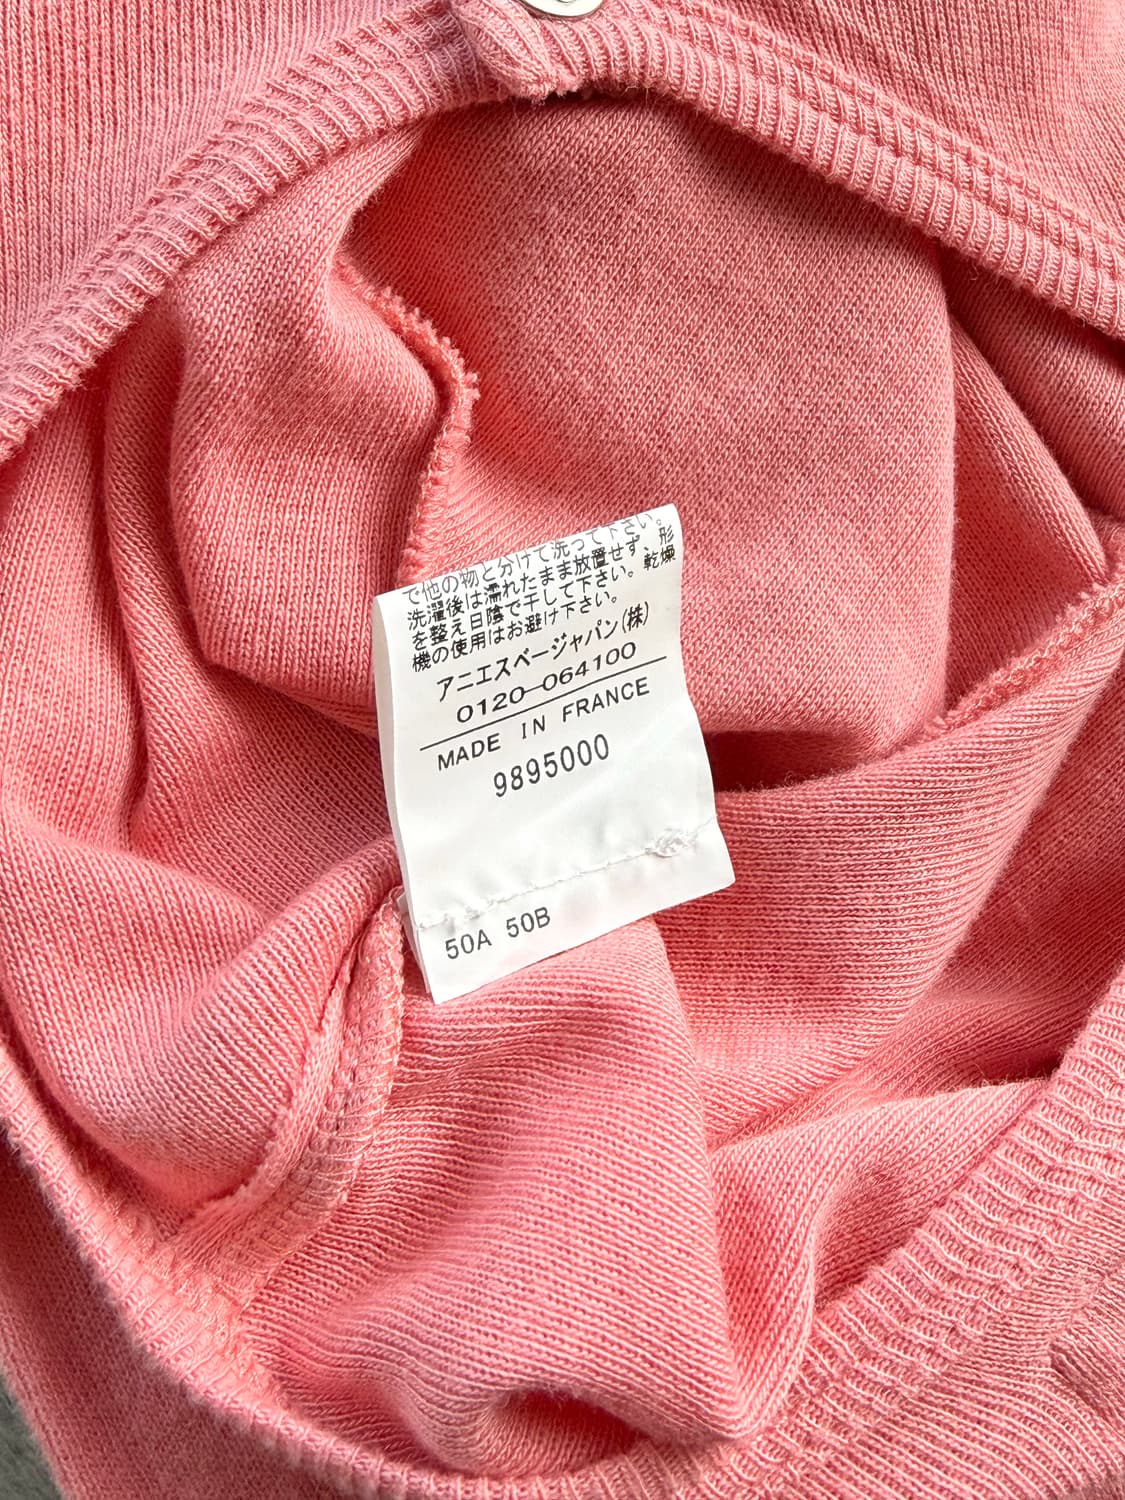 で他の物と分けて洗って下さい。
洗濯後は濡れたまま放置せず、形
を整え日陰で干して下さい。乾燥
機の使用はお避け下さい。
アニエスベージャパン(株)
0120-064100
MADE IN FRANCE
9895000
50A 50B